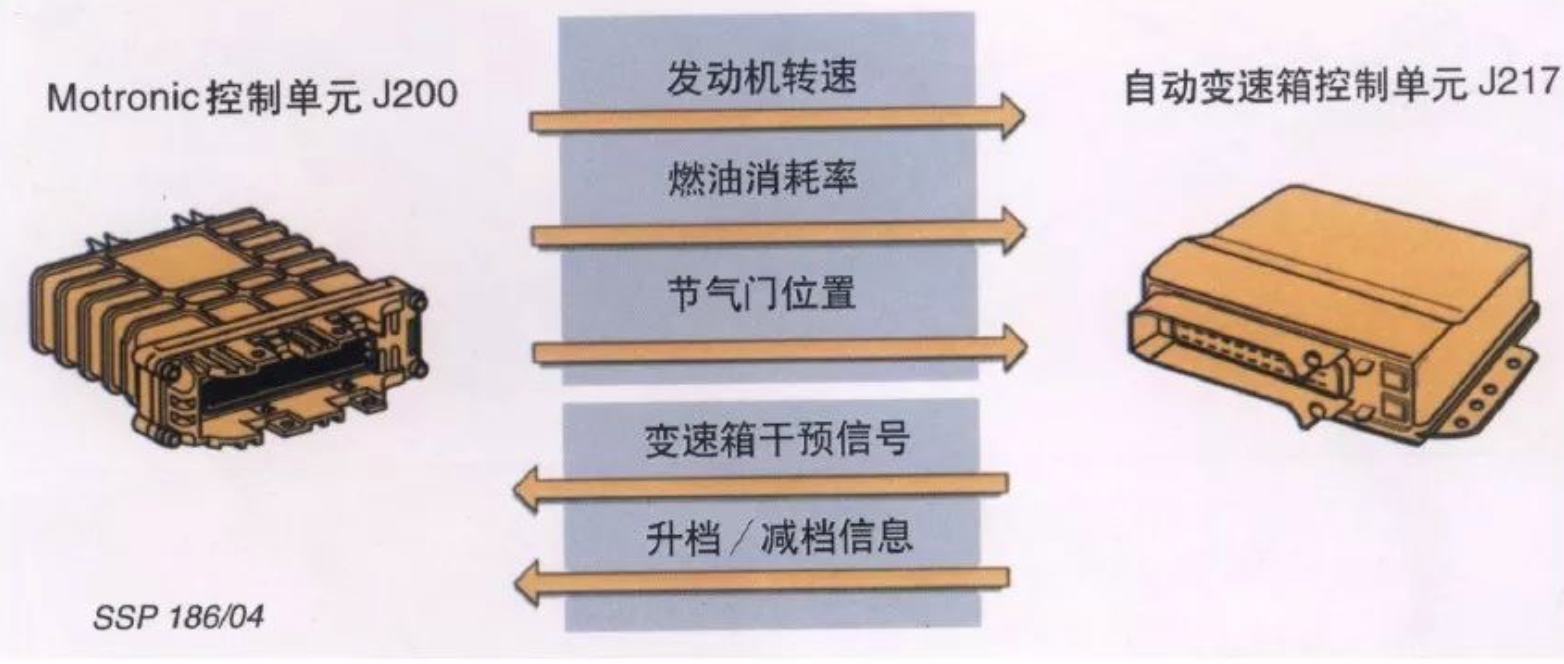 Motronic控制单元 J200
自动变速箱控制单元 J217
发动机转速
燃油消耗率
节气门位置
变速箱干预信号
升档／减档信息
SSP 186/04